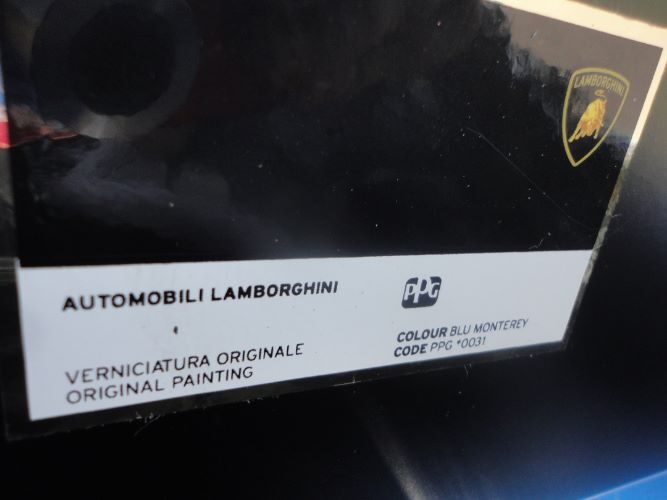 LAMBORGHINI
AUTOMOBILI LAMBORGHINI
PPG
VERNICIATURA ORIGINALE
ORIGINAL PAINTING
COLOUR BLU MONTEREY
CODE PPG *0031